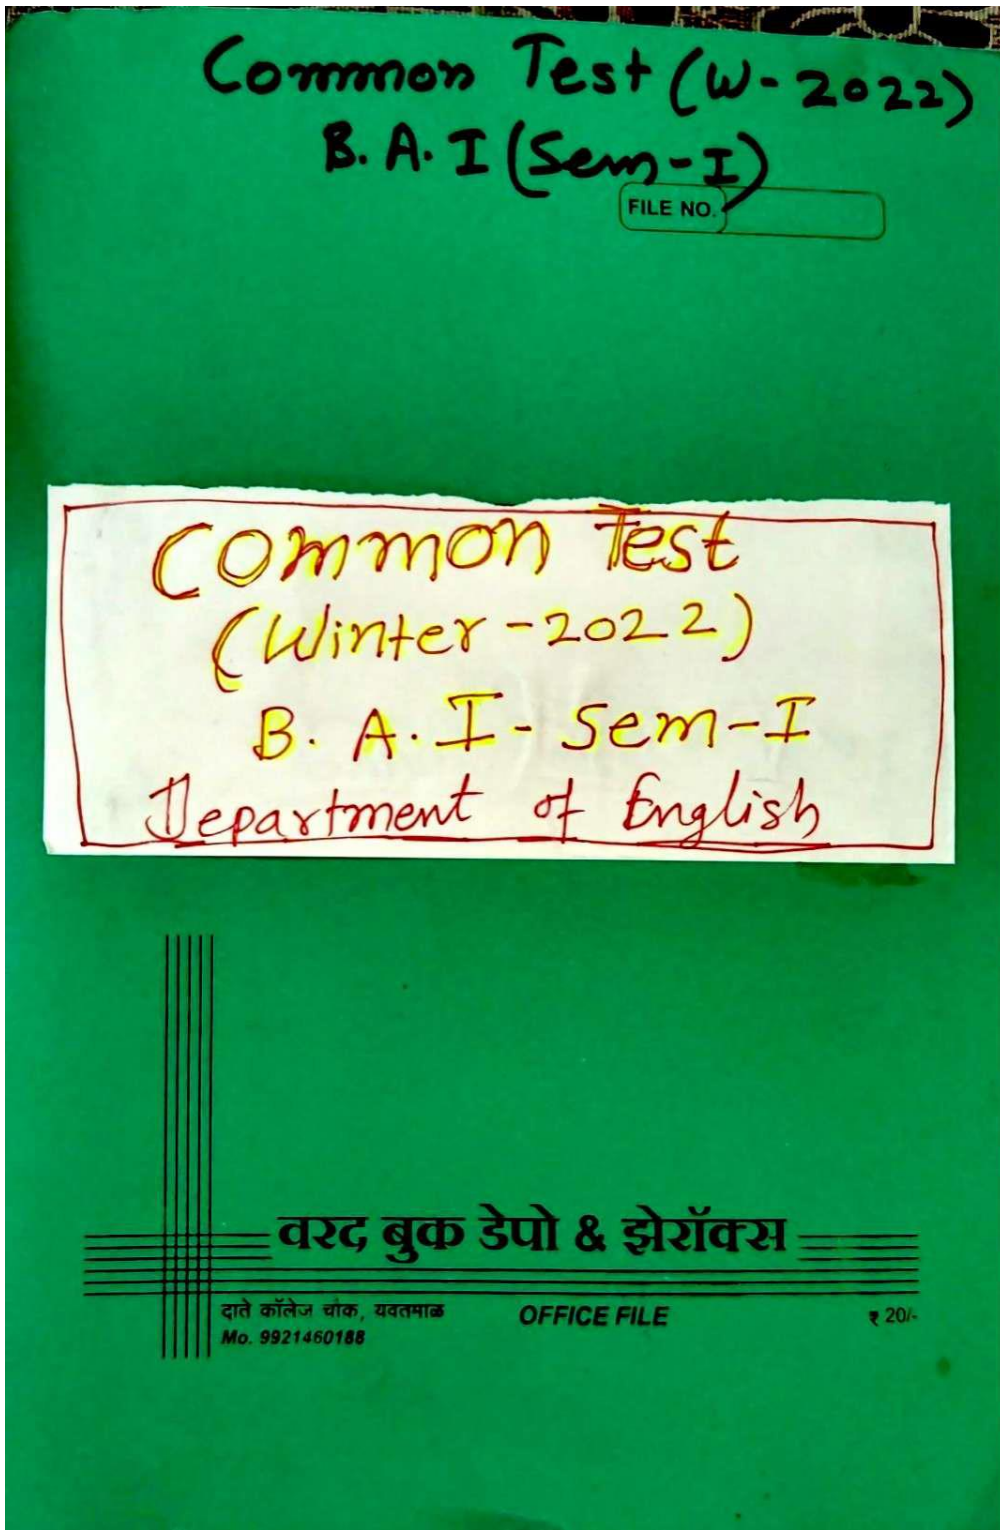 Common Test (W-2022)
B. A. I (Sem-I)
FILE NO.
Common Test
(Winter-2022)
B. A. I - Sem-I
Department of English
वरद बुक डेपो & झेरॉक्स
दाते कॉलेज चौक, यवतमाळ
OFFICE FILE
₹ 20/-
Mo. 9921460188